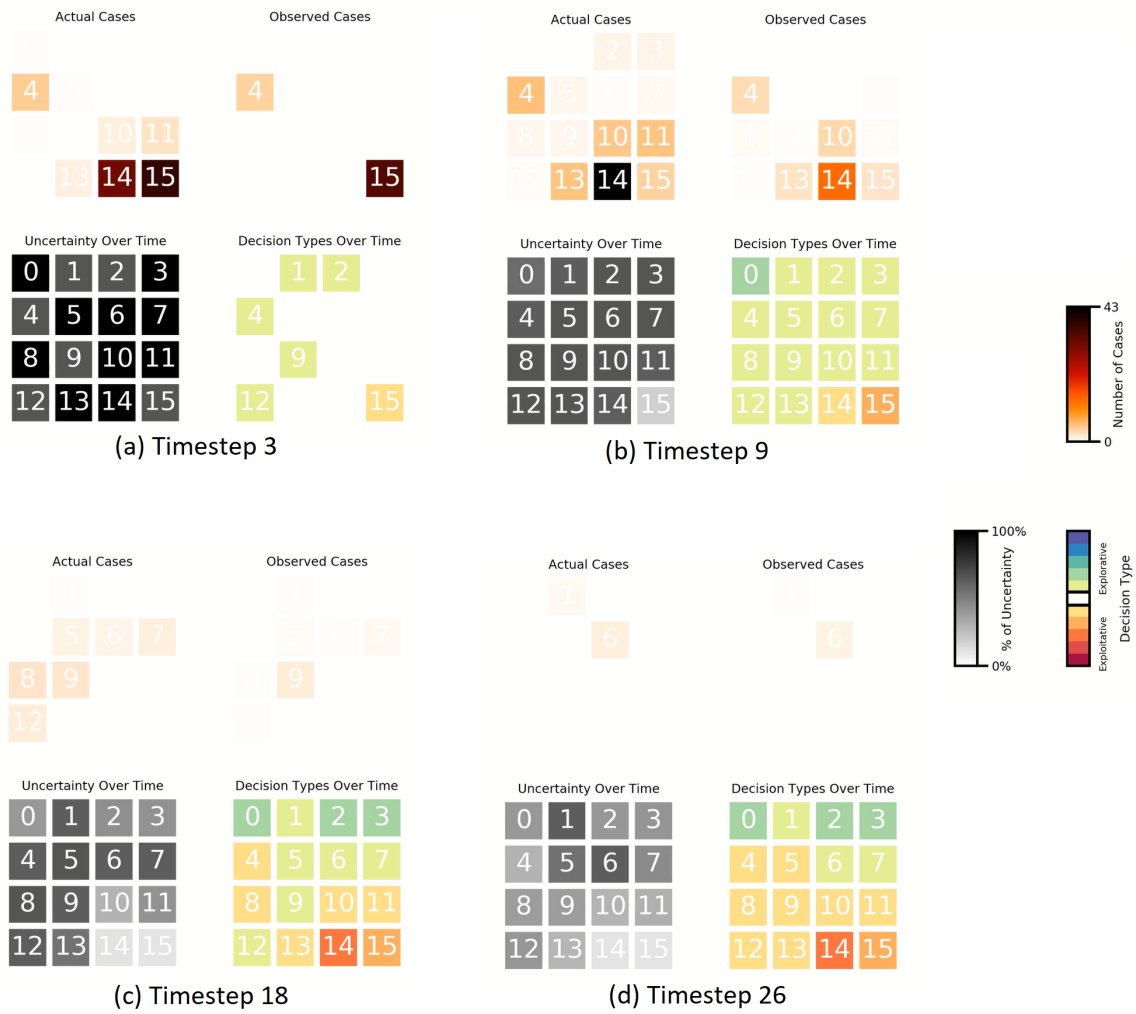 Actual Cases
Observed Cases
4
4
10 11
13 14 15
15
Uncertainty Over Time
Decision Types Over Time
0 1 2 3
1 2
4 5 6 7
4
8 9 10 11
9
12 13 14 15
12 15
(a) Timestep 3
Actual Cases
Observed Cases
2 3
4 5 7
4
8 9 10 11
10
13 14 15
13 14 15
Uncertainty Over Time
Decision Types Over Time
0 1 2 3
0 1 2 3
4 5 6 7
4 5 6 7
8 9 10 11
8 9 10 11
12 13 14 15
12 13 14 15
(b) Timestep 9
43
0
Number of Cases
Actual Cases
Observed Cases
5 6 7
8 9
9
12
Uncertainty Over Time
Decision Types Over Time
0 1 2 3
0 1 2 3
4 5 6 7
4 5 6 7
8 9 10 11
8 9 10 11
12 13 14 15
12 13 14 15
(c) Timestep 18
Actual Cases
Observed Cases
1
6
6
Uncertainty Over Time
Decision Types Over Time
0 1 2 3
0 1 2 3
4 5 6 7
4 5 6 7
8 9 10 11
8 9 10 11
12 13 14 15
12 13 14 15
(d) Timestep 26
100%
0%
% of Uncertainty
Explorative
Exploitative
Decision Type